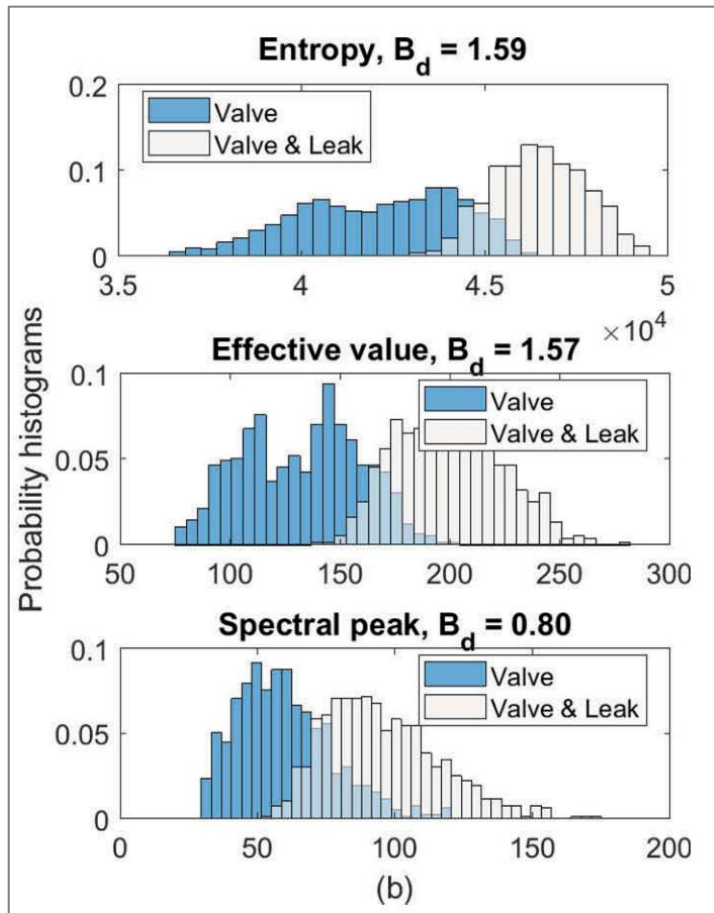 Entropy, B_d = 1.59
0.2
Valve
Valve & Leak
0.1
0
3.5 4 4.5 5
×10^4
Probability histograms
Effective value, B_d = 1.57
0.1
Valve
Valve & Leak
0.05
0
50 100 150 200 250 300
Spectral peak, B_d = 0.80
0.1
Valve
Valve & Leak
0.05
0
0 50 100 150 200
(b)